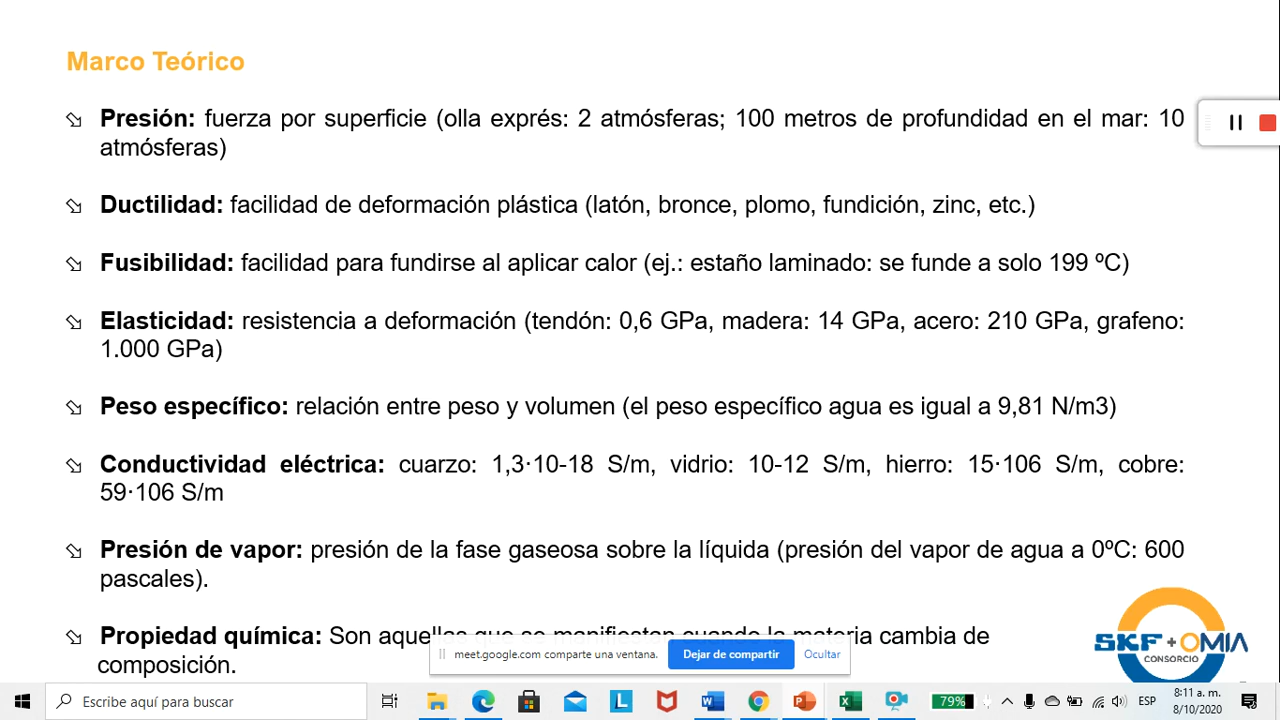 Marco Teórico
Presión: fuerza por superficie (olla exprés: 2 atmósferas; 100 metros de profundidad en el mar: 10
atmósferas)
Ductilidad: facilidad de deformación plástica (latón, bronce, plomo, fundición, zinc, etc.)
Fusibilidad: facilidad para fundirse al aplicar calor (ej.: estaño laminado: se funde a solo 199 ºC)
Elasticidad: resistencia a deformación (tendón: 0,6 GPa, madera: 14 GPa, acero: 210 GPa, grafeno:
1.000 GPa)
Peso específico: relación entre peso y volumen (el peso específico agua es igual a 9,81 N/m3)
Conductividad eléctrica: cuarzo: 1,3·10-18 S/m, vidrio: 10-12 S/m, hierro: 15·106 S/m, cobre:
59·106 S/m
Presión de vapor: presión de la fase gaseosa sobre la líquida (presión del vapor de agua a 0ºC: 600
pascales).
Propiedad química: Son aquellas que se manifiestan cuando la materia cambia de
composición.
SKF+OMIA
CONSORCIO
meet.google.com comparte una ventana.
Dejar de compartir
Ocultar
Escribe aquí para buscar
79%
ESP
8:11 a. m.
8/10/2020